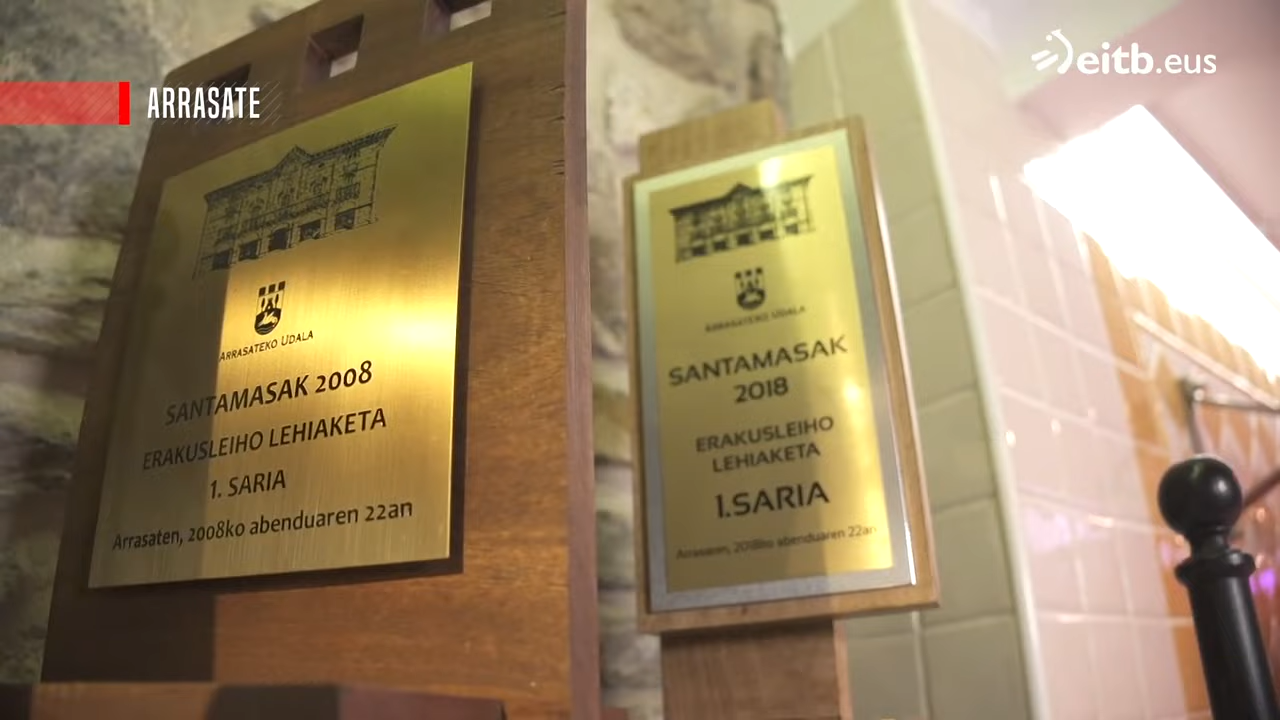 ARRASATE
eitb.eus
ARRASATEKO UDALA
SANTAMASAK 2008
ERAKUSLEIHO LEHIAKETA
1. SARIA
Arrasaten, 2008ko abenduaren 22an
ARRASATEKO UDALA
SANTAMASAK
2018
ERAKUSLEIHO
LEHIAKETA
1.SARIA
Arrasaten, 2018ko abenduaren 22an